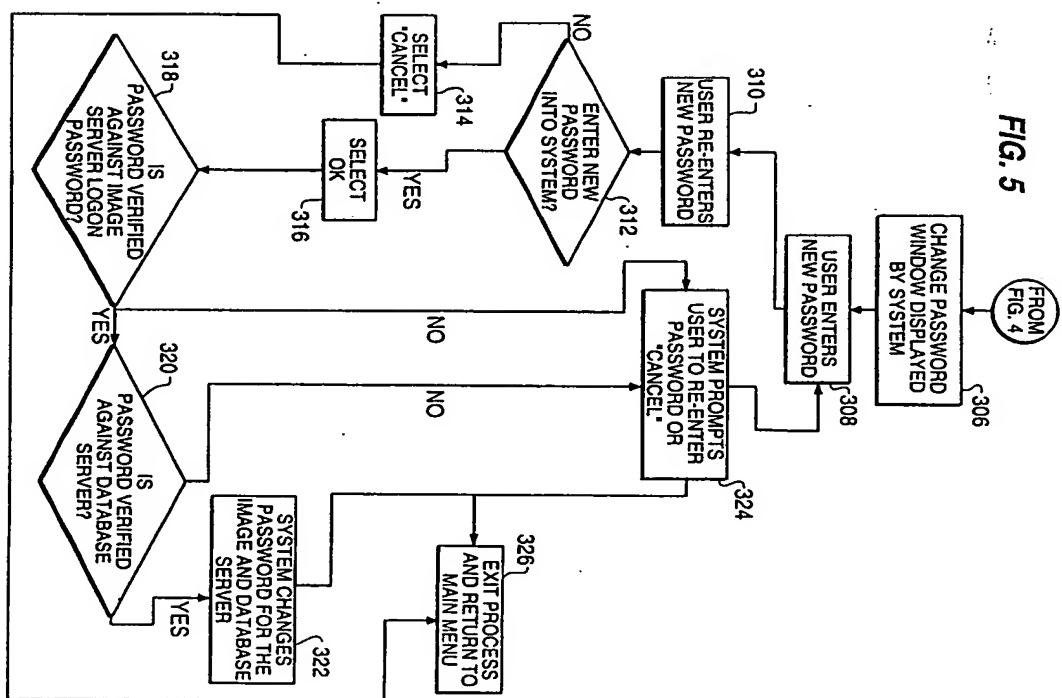 FIG. 5
FROM
FIG. 4
CHANGE PASSWORD
WINDOW DISPLAYED
BY SYSTEM
306
USER ENTERS
NEW PASSWORD
308
USER RE-ENTERS
NEW PASSWORD
310
ENTER NEW
PASSWORD
INTO SYSTEM?
312
NO
YES
SELECT
"CANCEL"
314
SELECT
OK
316
IS
PASSWORD VERIFIED
AGAINST IMAGE
SERVER LOGON
PASSWORD?
318
NO
YES
IS
PASSWORD VERIFIED
AGAINST DATABASE
SERVER?
320
NO
YES
SYSTEM CHANGES
PASSWORD FOR THE
IMAGE AND DATABASE
SERVER
322
SYSTEM PROMPTS
USER TO RE-ENTER
PASSWORD OR
"CANCEL"
324
EXIT PROCESS
AND RETURN TO
MAIN MENU
326